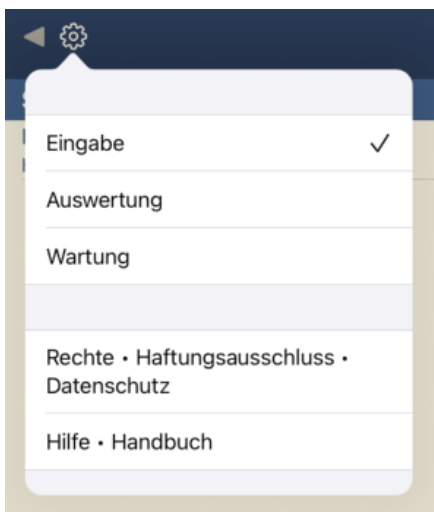 Eingabe
Auswertung
Wartung
Rechte • Haftungsausschluss •
Datenschutz
Hilfe • Handbuch